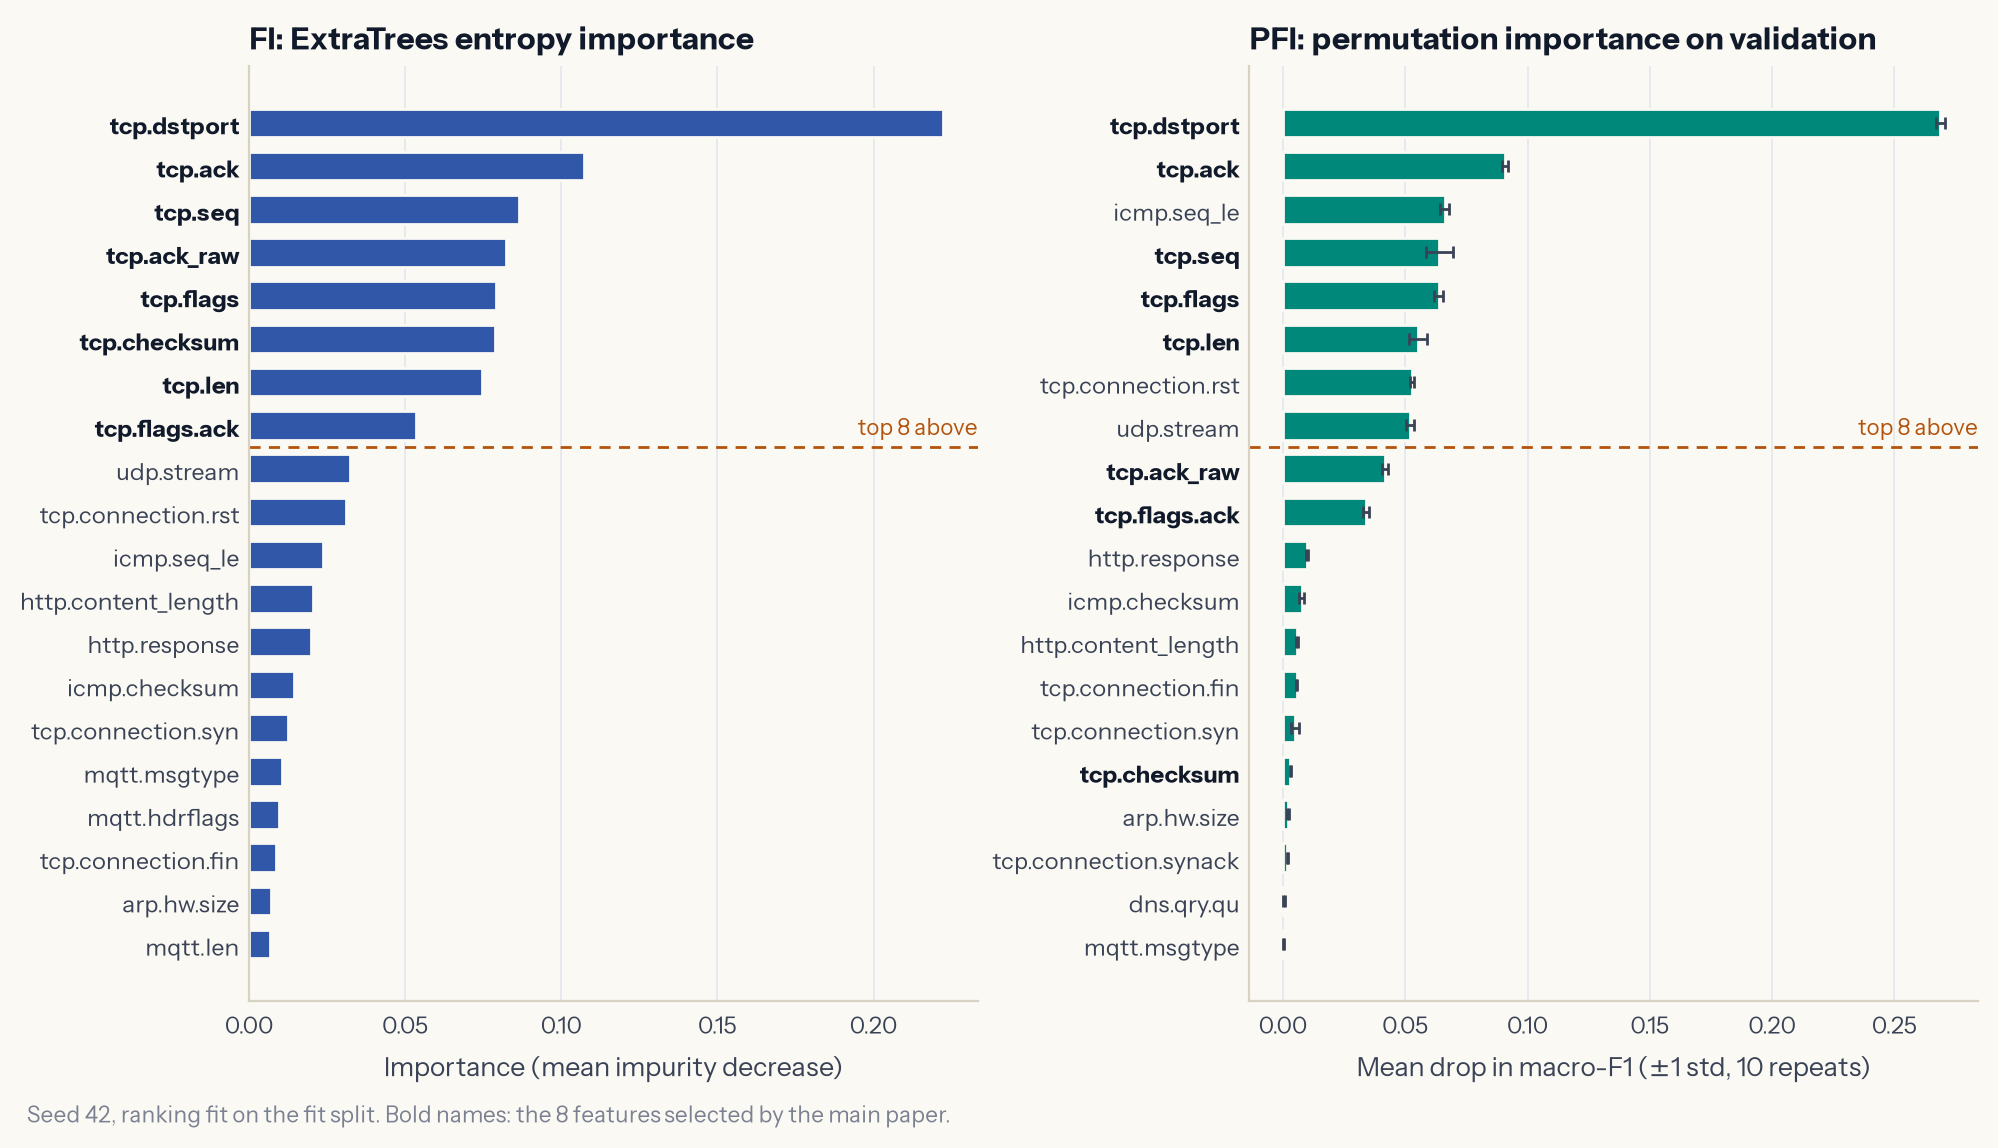 FI: ExtraTrees entropy importance
tcp.dstport
tcp.ack
tcp.seq
tcp.ack_raw
tcp.flags
tcp.checksum
tcp.len
tcp.flags.ack
top 8 above
udp.stream
tcp.connection.rst
icmp.seq_le
http.content_length
http.response
icmp.checksum
tcp.connection.syn
mqtt.msgtype
mqtt.hdrflags
tcp.connection.fin
arp.hw.size
mqtt.len
0.00 0.05 0.10 0.15 0.20
Importance (mean impurity decrease)
PFI: permutation importance on validation
tcp.dstport
tcp.ack
icmp.seq_le
tcp.seq
tcp.flags
tcp.len
tcp.connection.rst
udp.stream
top 8 above
tcp.ack_raw
tcp.flags.ack
http.response
icmp.checksum
http.content_length
tcp.connection.fin
tcp.connection.syn
tcp.checksum
arp.hw.size
tcp.connection.synack
dns.qry.qu
mqtt.msgtype
0.00 0.05 0.10 0.15 0.20 0.25
Mean drop in macro-F1 (±1 std, 10 repeats)
Seed 42, ranking fit on the fit split. Bold names: the 8 features selected by the main paper.